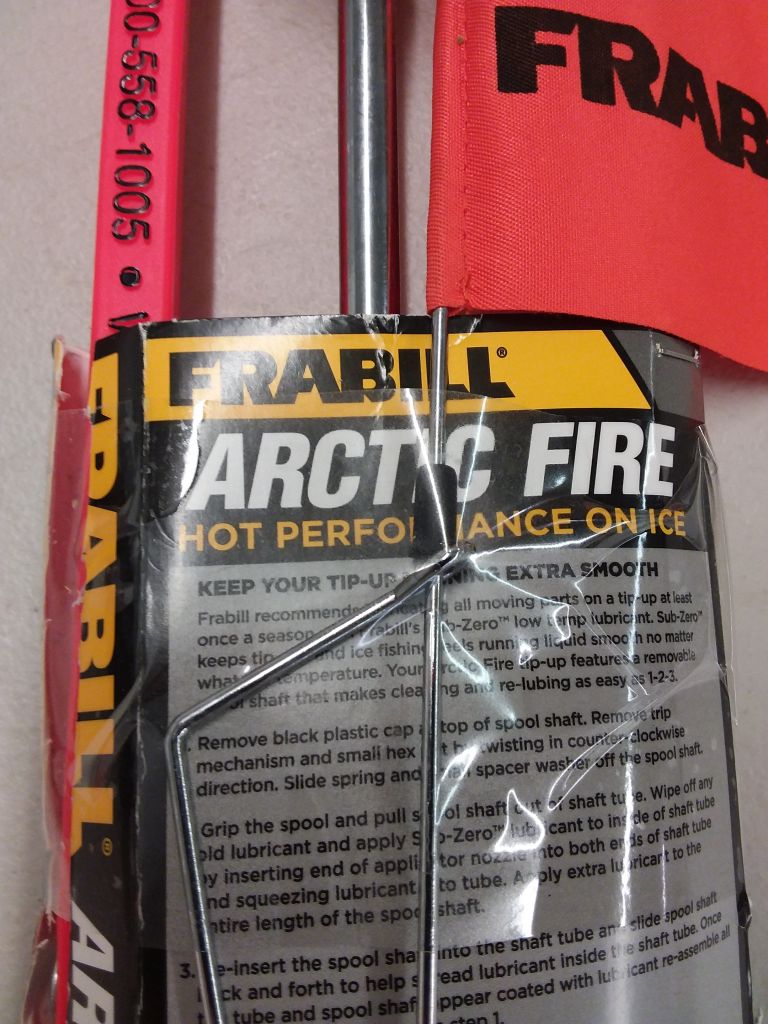 00-558-1005 •
FRAB
FRABILL®
ARCTIC FIRE
HOT PERFO ANCE ON ICE
KEEP YOUR TIP-UP NING EXTRA SMOOTH
Frabill recommends all moving parts on a tip-up at least
once a season Frabill's Sub-Zero™ low temp lubricant. Sub-Zero™
keeps tip and ice fishing reels running liquid smooth no matter
what temperature. Your Arctic Fire tip-up features a removable
shaft that makes cleaning and re-lubing as easy as 1-2-3.
1. Remove black plastic cap top of spool shaft. Remove trip
mechanism and small hex nut by twisting in counter-clockwise
direction. Slide spring and small spacer washer off the spool shaft.
Grip the spool and pull spool shaft out of shaft tube. Wipe off any
old lubricant and apply Sub-Zero™ lubricant to inside of shaft tube
by inserting end of applicator nozzle into both ends of shaft tube
and squeezing lubricant into tube. Apply extra lubricant to the
entire length of the spool shaft.
3. Re-insert the spool shaft into the shaft tube and slide spool shaft
back and forth to help spread lubricant inside the shaft tube. Once
tube and spool shaft appear coated with lubricant re-assemble all
step 1.
FRABILL® AR